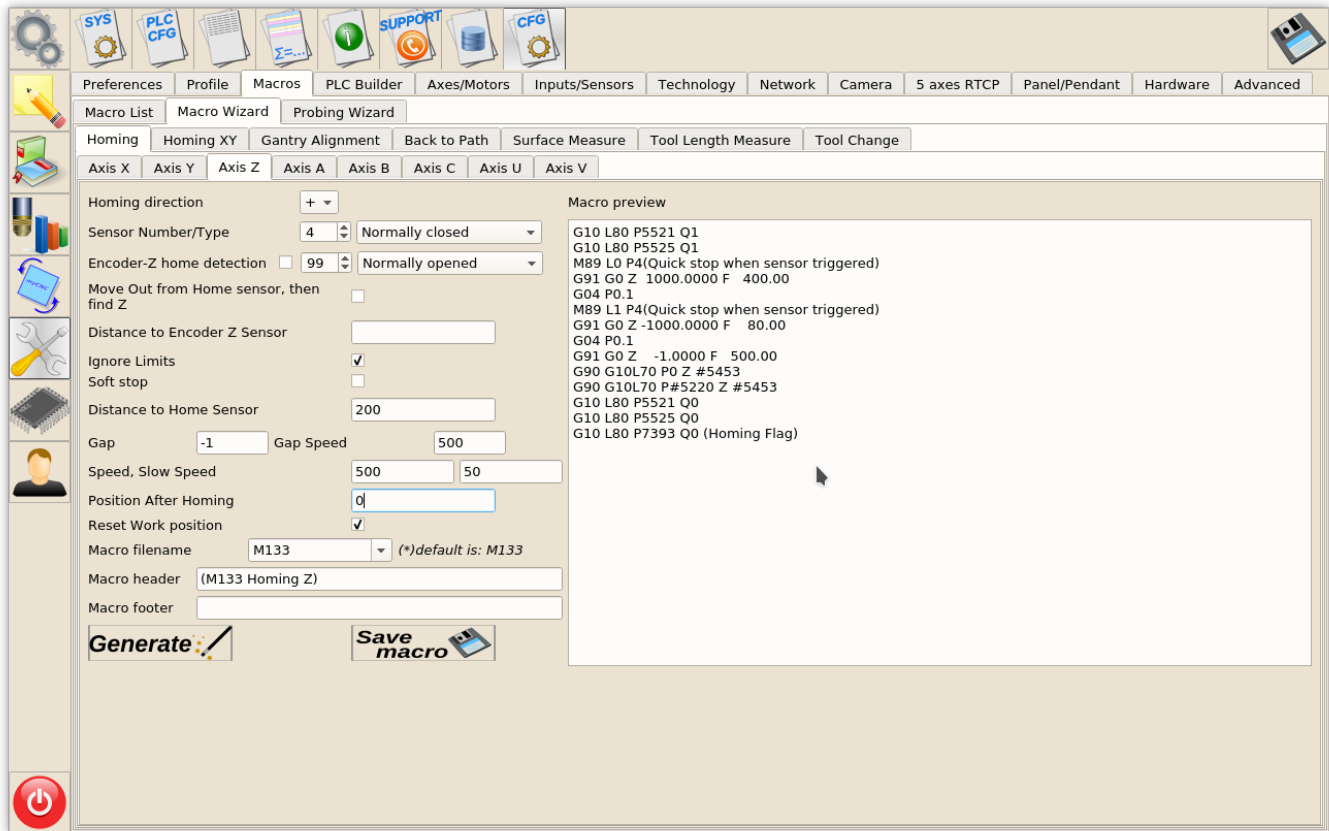 SYS
PLC
CFG
Σ=...
i
SUPPORT
CFG
Preferences Profile Macros PLC Builder Axes/Motors Inputs/Sensors Technology Network Camera 5 axes RTCP Panel/Pendant Hardware Advanced
Macro List Macro Wizard Probing Wizard
Homing Homing XY Gantry Alignment Back to Path Surface Measure Tool Length Measure Tool Change
Axis X Axis Y Axis Z Axis A Axis B Axis C Axis U Axis V
myCNC
Homing direction +
Sensor Number/Type 4 Normally closed
Encoder-Z home detection 99 Normally opened
Move Out from Home sensor, then
find Z
Distance to Encoder Z Sensor
Ignore Limits
Soft stop
Distance to Home Sensor 200
Gap -1 Gap Speed 500
Speed, Slow Speed 500 50
Position After Homing 0
Reset Work position
Macro filename M133 (*)default is: M133
Macro header (M133 Homing Z)
Macro footer
Generate
Save
macro
Macro preview
G10 L80 P5521 Q1
G10 L80 P5525 Q1
M89 L0 P4(Quick stop when sensor triggered)
G91 G0 Z 1000.0000 F 400.00
G04 P0.1
M89 L1 P4(Quick stop when sensor triggered)
G91 G0 Z -1000.0000 F 80.00
G04 P0.1
G91 G0 Z -1.0000 F 500.00
G90 G10L70 P0 Z #5453
G90 G10L70 P#5220 Z #5453
G10 L80 P5521 Q0
G10 L80 P5525 Q0
G10 L80 P7393 Q0 (Homing Flag)